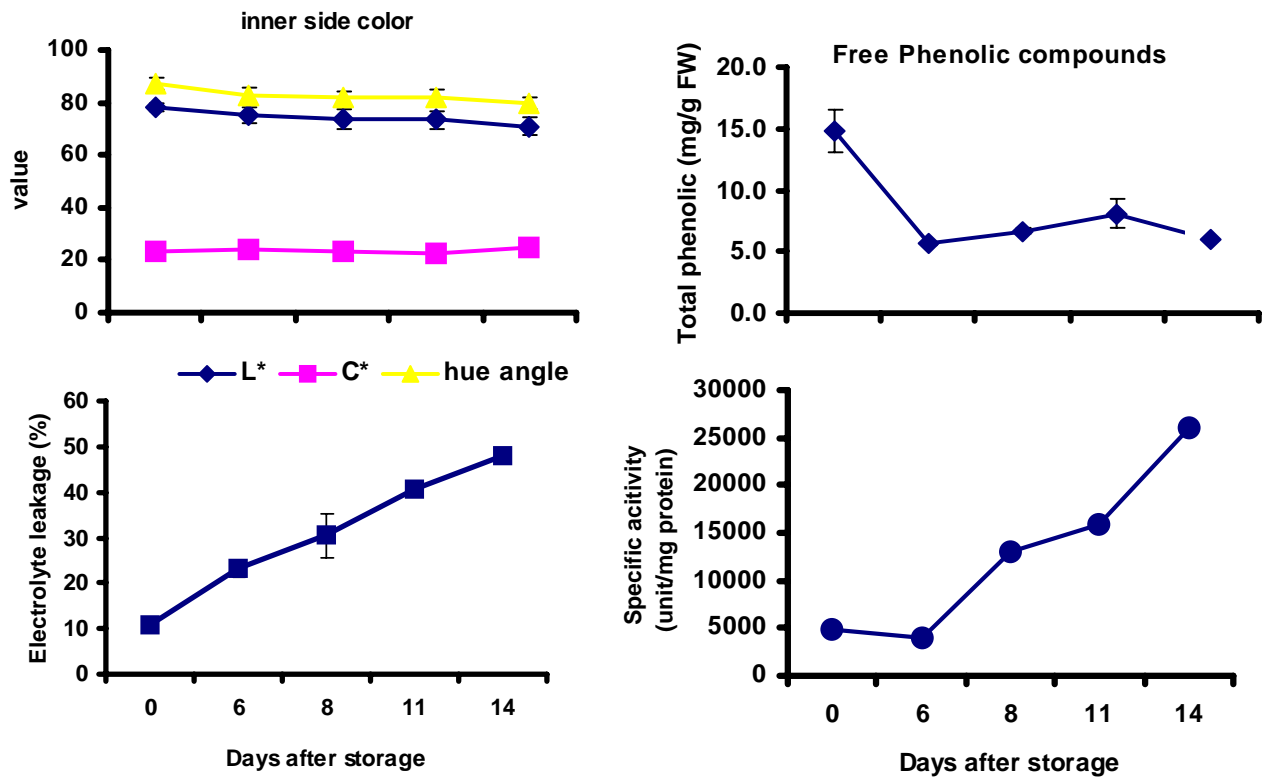 inner side color
100
80
60
40
20
0
value
L* C* hue angle
Free Phenolic compounds
20.0
15.0
10.0
5.0
0.0
Total phenolic (mg/g FW)
60
50
40
30
20
10
0
Electrolyte leakage (%)
0 6 8 11 14
Days after storage
30000
25000
20000
15000
10000
5000
0
Specific acitivity
(unit/mg protein)
0 6 8 11 14
Days after storage